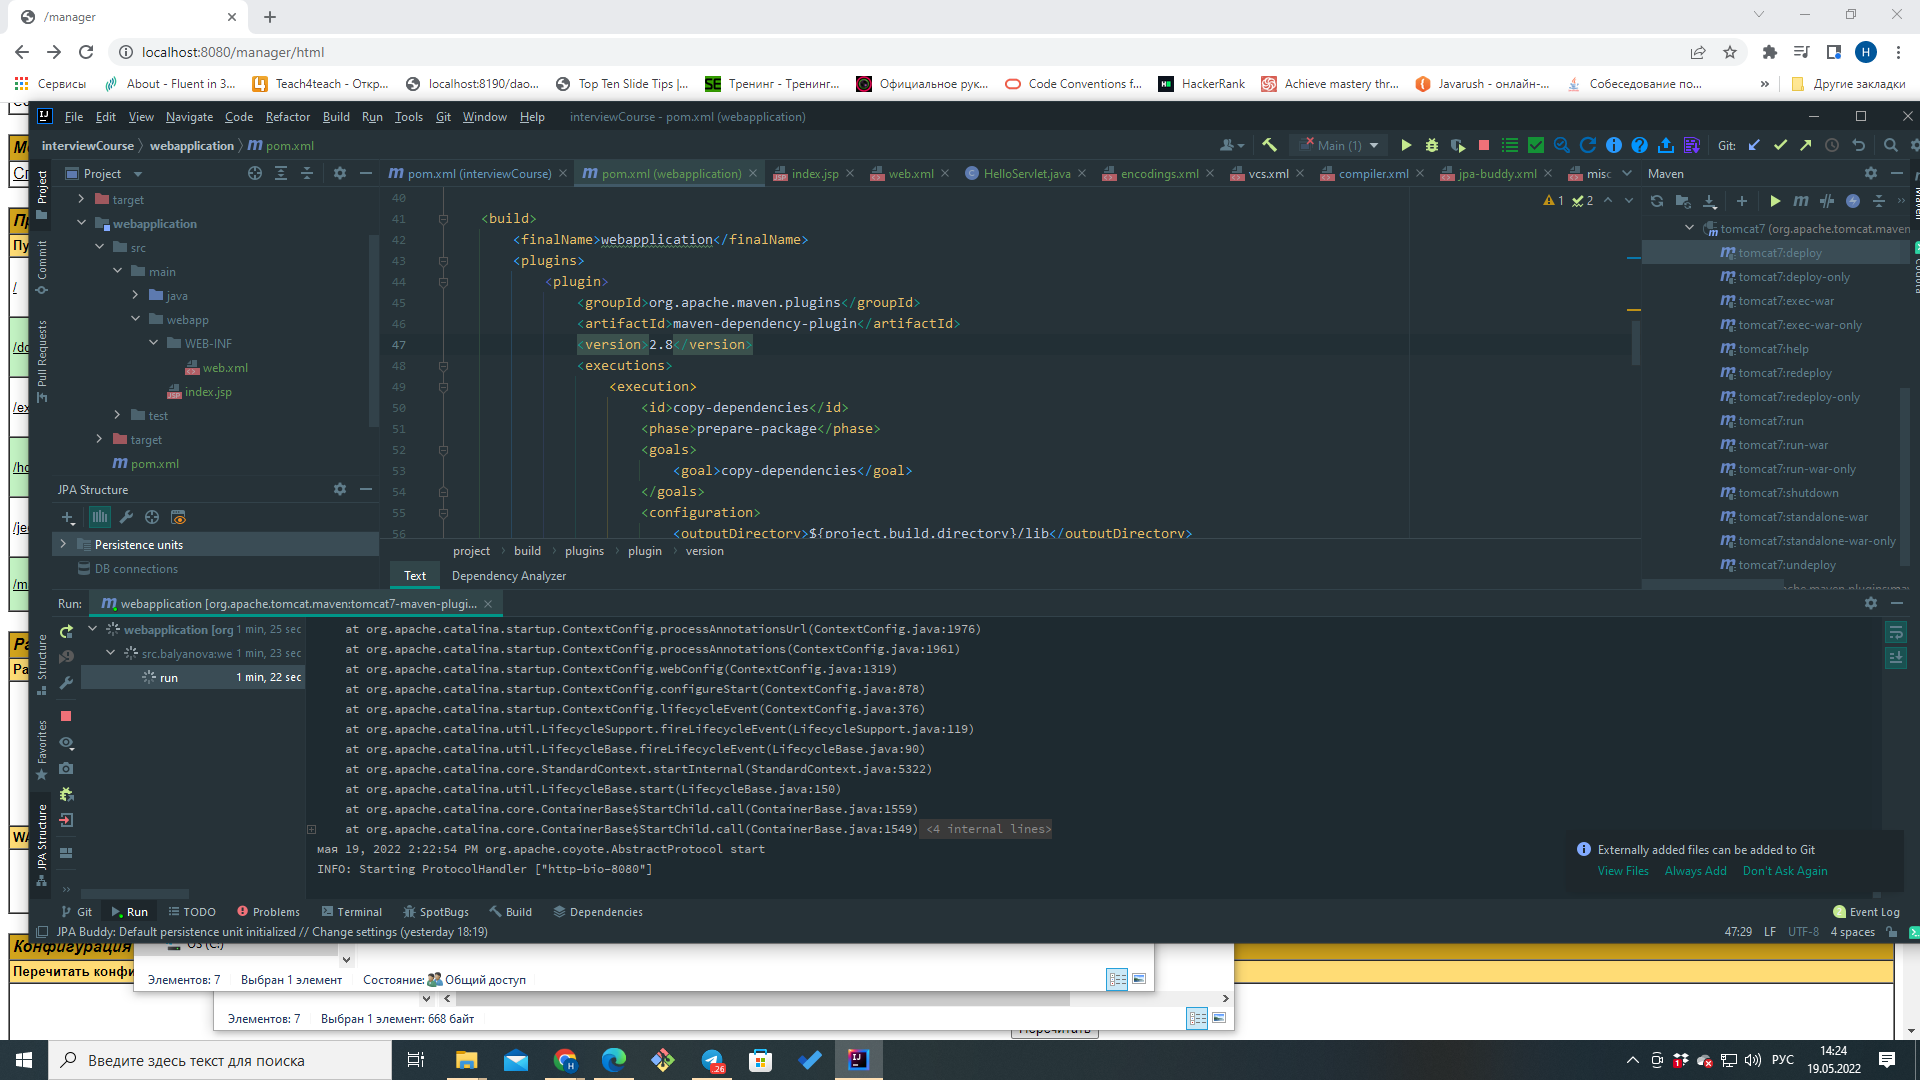 /manager
localhost:8080/manager/html
Сервисы
About - Fluent in 3...
Teach4teach - Откр...
localhost:8190/dao...
Top Ten Slide Tips |...
Тренинг - Тренинг...
Официальное рук...
Code Conventions f...
HackerRank
Achieve mastery thr...
Javarush - онлайн-...
Собеседование по...
»
Другие закладки
File Edit View Navigate Code Refactor Build Run Tools Git Window Help
interviewCourse - pom.xml (webapplication)
interviewCourse
webapplication
pom.xml
Main (1)
Git:
Project
pom.xml (interviewCourse)
pom.xml (webapplication)
index.jsp
web.xml
HelloServlet.java
encodings.xml
vcs.xml
compiler.xml
jpa-buddy.xml
misc
Maven
Project
Commit
Pull Requests
target
webapplication
src
main
java
webapp
WEB-INF
web.xml
index.jsp
test
target
pom.xml
40
41 <build>
42 <finalName>webapplication</finalName>
43 <plugins>
44 <plugin>
45 <groupId>org.apache.maven.plugins</groupId>
46 <artifactId>maven-dependency-plugin</artifactId>
47 <version>2.8</version>
48 <executions>
49 <execution>
50 <id>copy-dependencies</id>
51 <phase>prepare-package</phase>
52 <goals>
53 <goal>copy-dependencies</goal>
54 </goals>
55 <configuration>
56 <outputDirectory>${project.build.directory}/lib</outputDirectory>
1 2
tomcat7 (org.apache.tomcat.maven
tomcat7:deploy
tomcat7:deploy-only
tomcat7:exec-war
tomcat7:exec-war-only
tomcat7:help
tomcat7:redeploy
tomcat7:redeploy-only
tomcat7:run
tomcat7:run-war
tomcat7:run-war-only
tomcat7:shutdown
tomcat7:standalone-war
tomcat7:standalone-war-only
tomcat7:undeploy
JPA Structure
Persistence units
DB connections
project
build
plugins
plugin
version
Text
Dependency Analyzer
Run:
webapplication [org.apache.tomcat.maven:tomcat7-maven-plugi...
webapplication [org 1 min, 25 sec
src.balyanova:we 1 min, 23 sec
run 1 min, 22 sec
Structure
Favorites
JPA Structure
at org.apache.catalina.startup.ContextConfig.processAnnotationsUrl(ContextConfig.java:1976)
at org.apache.catalina.startup.ContextConfig.processAnnotations(ContextConfig.java:1961)
at org.apache.catalina.startup.ContextConfig.webConfig(ContextConfig.java:1319)
at org.apache.catalina.startup.ContextConfig.configureStart(ContextConfig.java:878)
at org.apache.catalina.startup.ContextConfig.lifecycleEvent(ContextConfig.java:376)
at org.apache.catalina.util.LifecycleSupport.fireLifecycleEvent(LifecycleSupport.java:119)
at org.apache.catalina.util.LifecycleBase.fireLifecycleEvent(LifecycleBase.java:90)
at org.apache.catalina.core.StandardContext.startInternal(StandardContext.java:5322)
at org.apache.catalina.util.LifecycleBase.start(LifecycleBase.java:150)
at org.apache.catalina.core.ContainerBase$StartChild.call(ContainerBase.java:1559)
at org.apache.catalina.core.ContainerBase$StartChild.call(ContainerBase.java:1549) <4 internal lines>
мая 19, 2022 2:22:54 PM org.apache.coyote.AbstractProtocol start
INFO: Starting ProtocolHandler ["http-bio-8080"]
Externally added files can be added to Git
View Files Always Add Don't Ask Again
Git
Run
TODO
Problems
Terminal
SpotBugs
Build
Dependencies
Event Log
JPA Buddy: Default persistence unit initialized // Change settings (yesterday 18:19)
47:29 LF UTF-8 4 spaces
Конфигурация
Перечитать конфи
Элементов: 7 Выбран 1 элемент Состояние: Общий доступ
Элементов: 7 Выбран 1 элемент: 668 байт
Перечитать
Введите здесь текст для поиска
РУС
14:24
19.05.2022